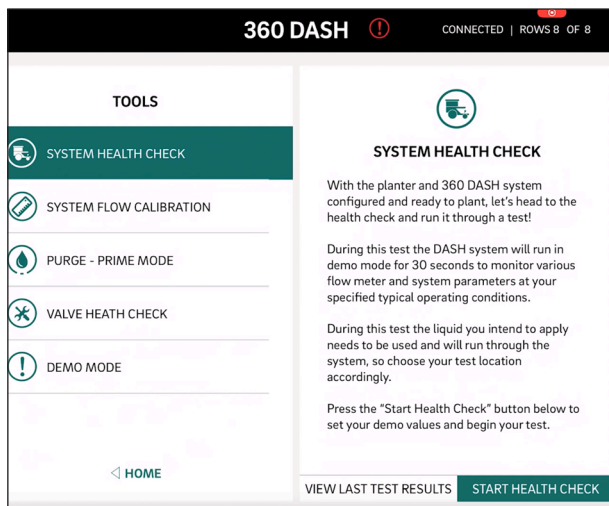 360 DASH
CONNECTED | ROWS 8 OF 8
TOOLS
SYSTEM HEALTH CHECK
SYSTEM FLOW CALIBRATION
PURGE - PRIME MODE
VALVE HEATH CHECK
DEMO MODE
HOME
SYSTEM HEALTH CHECK
With the planter and 360 DASH system
configured and ready to plant, let's head to the
health check and run it through a test!
During this test the DASH system will run in
demo mode for 30 seconds to monitor various
flow meter and system parameters at your
specified typical operating conditions.
During this test the liquid you intend to apply
needs to be used and will run through the
system, so choose your test location
accordingly.
Press the "Start Health Check" button below to
set your demo values and begin your test.
VIEW LAST TEST RESULTS
START HEALTH CHECK